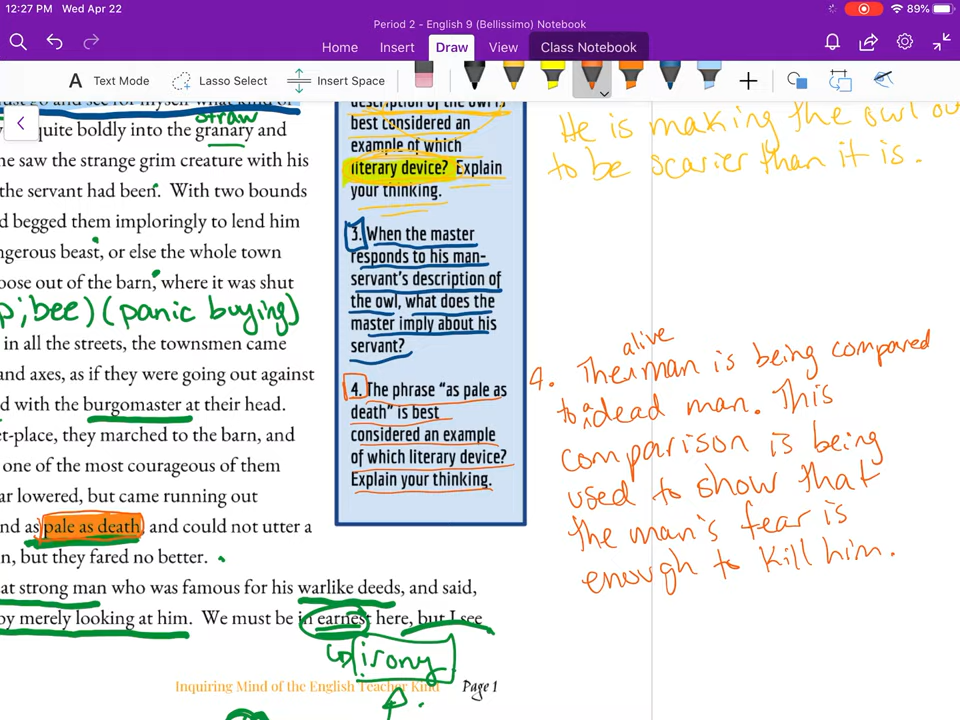 12:27 PM Wed Apr 22
89%
Period 2 - English 9 (Bellissimo) Notebook
Home Insert Draw View Class Notebook
Text Mode Lasso Select Insert Space
straw
quite boldly into the granary and
he saw the strange grim creature with his
the servant had been. With two bounds
d begged them imploringly to lend him
ngerous beast, or else the whole town
oose out of the barn, where it was shut
p; bee) (panic buying)
in all the streets, the townsmen came
and axes, as if they were going out against
d with the burgomaster at their head.
et-place, they marched to the barn, and
one of the most courageous of them
ar lowered, but came running out
nd as pale as death, and could not utter a
n, but they fared no better.
at strong man who was famous for his warlike deeds, and said,
by merely looking at him. We must be in earnest here, but I see
irony
Inquiring Mind of the English Teacher Kind Page 1
description of the owl is
best considered an
example of which
literary device? Explain
your thinking.
3. When the master
responds to his man-
servant's description of
the owl, what does the
master imply about his
servant?
4. The phrase "as pale as
death" is best
considered an example
of which literary device?
Explain your thinking.
He is making the owl ou
to be scarier than it is.
alive
4. The man is being compared
to a dead man. This
comparison is being
used to show that
the man's fear is
enough to kill him.